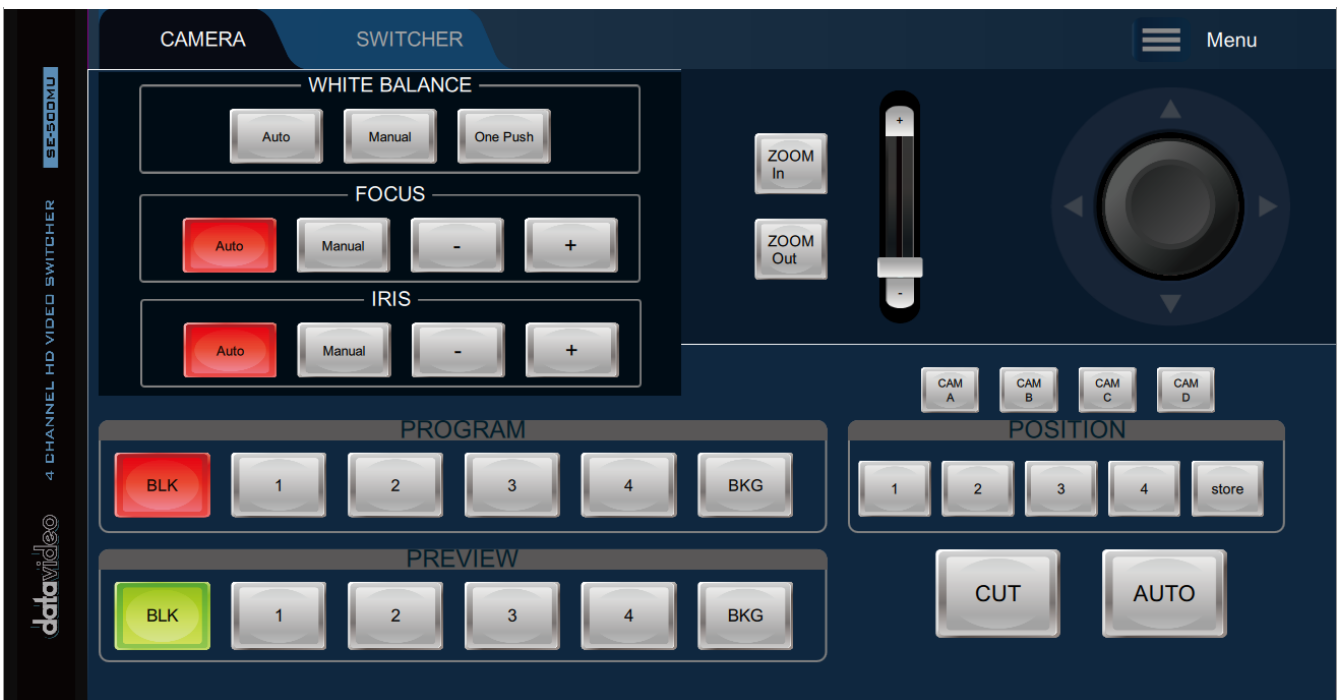 CAMERA
SWITCHER
Menu
SE-500MU
4 CHANNEL HD VIDEO SWITCHER
datavideo
WHITE BALANCE
Auto
Manual
One Push
FOCUS
Auto
Manual
-
+
IRIS
Auto
Manual
-
+
ZOOM
In
ZOOM
Out
+
-
CAM
A
CAM
B
CAM
C
CAM
D
PROGRAM
BLK
1
2
3
4
BKG
POSITION
1
2
3
4
store
PREVIEW
BLK
1
2
3
4
BKG
CUT
AUTO